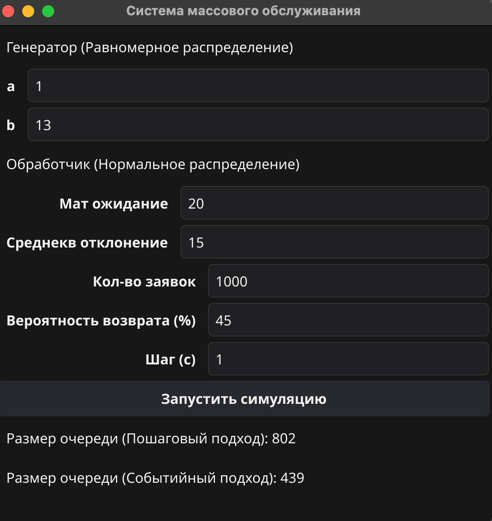 Система массового обслуживания
Генератор (Равномерное распределение)
a 1
b 13
Обработчик (Нормальное распределение)
Мат ожидание 20
Среднекв отклонение 15
Кол-во заявок 1000
Вероятность возврата (%) 45
Шаг (с) 1
Запустить симуляцию
Размер очереди (Пошаговый подход): 802
Размер очереди (Событийный подход): 439